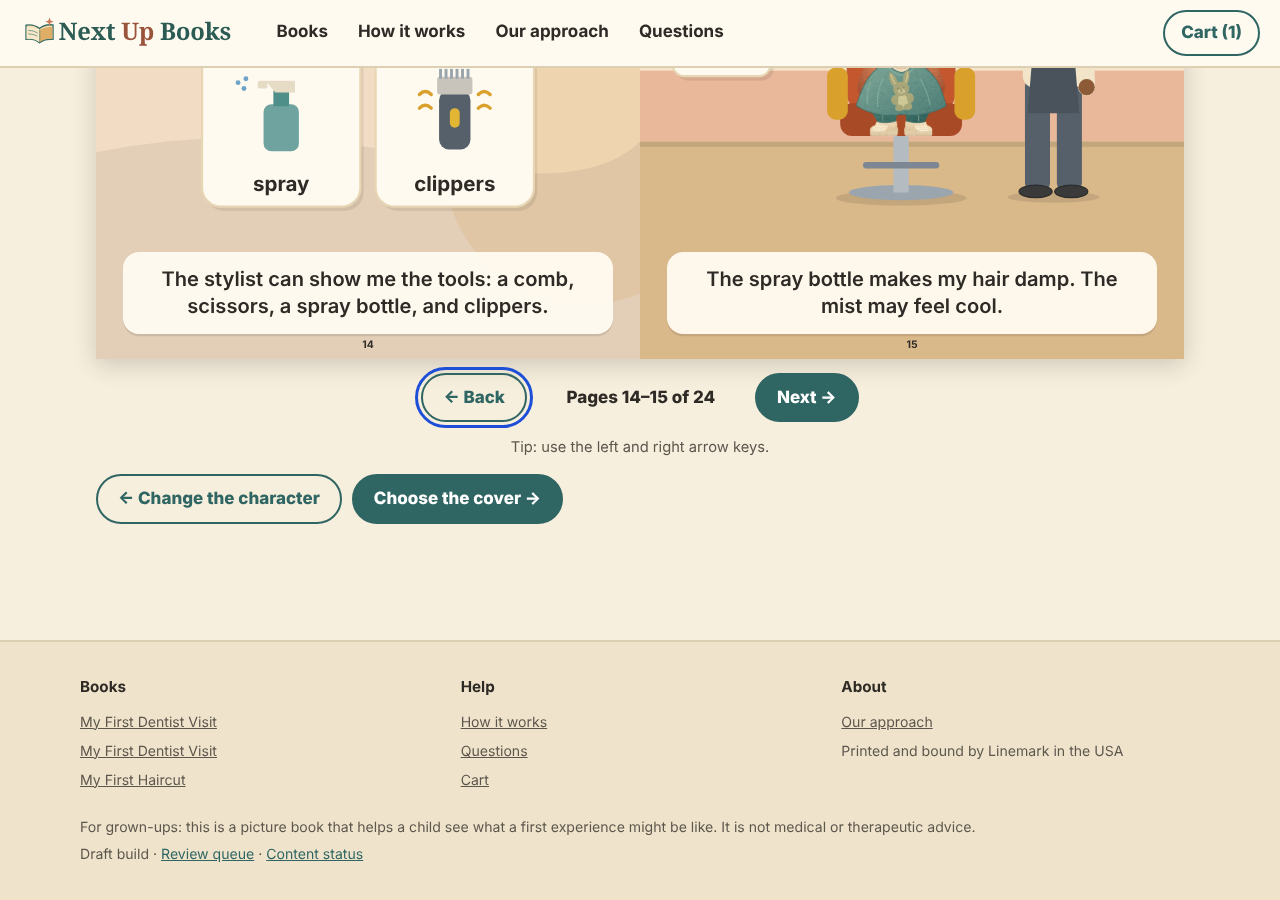 Next Up Books
Books
How it works
Our approach
Questions
Cart (1)
spray
clippers
The stylist can show me the tools: a comb,
scissors, a spray bottle, and clippers.
14
The spray bottle makes my hair damp. The
mist may feel cool.
15
← Back
Pages 14–15 of 24
Next →
Tip: use the left and right arrow keys.
← Change the character
Choose the cover →
Books
My First Dentist Visit
My First Dentist Visit
My First Haircut
Help
How it works
Questions
Cart
About
Our approach
Printed and bound by Linemark in the USA
For grown-ups: this is a picture book that helps a child see what a first experience might be like. It is not medical or therapeutic advice.
Draft build · Review queue · Content status